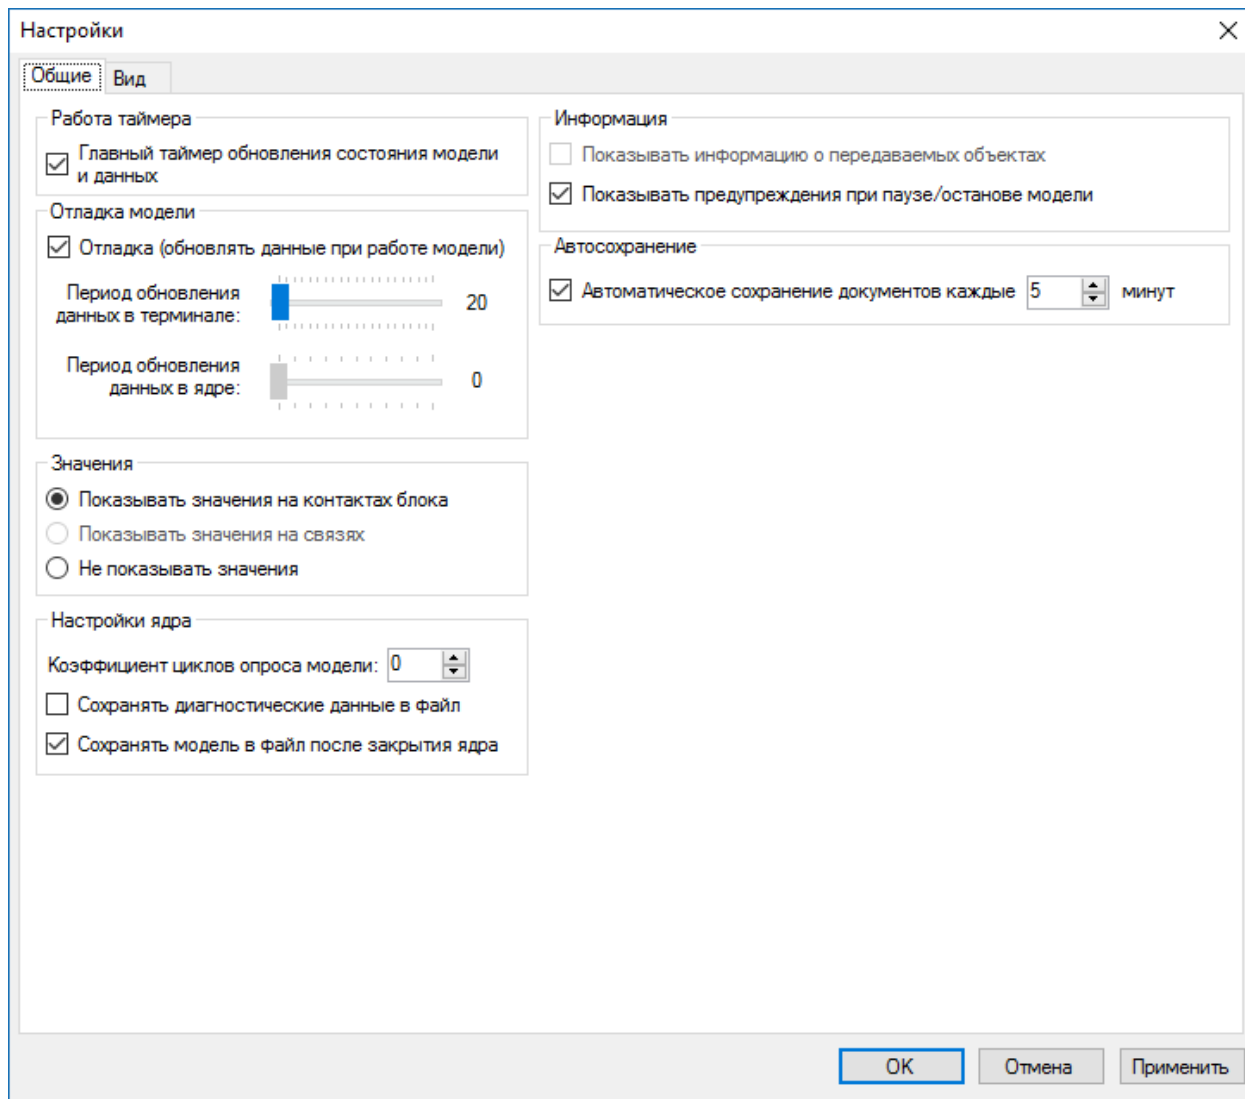 Настройки
Общие
Вид
Работа таймера
Главный таймер обновления состояния модели
и данных
Отладка модели
Отладка (обновлять данные при работе модели)
Период обновления
данных в терминале:
20
Период обновления
данных в ядре:
0
Значения
Показывать значения на контактах блока
Показывать значения на связях
Не показывать значения
Настройки ядра
Коэффициент циклов опроса модели: 0
Сохранять диагностические данные в файл
Сохранять модель в файл после закрытия ядра
Информация
Показывать информацию о передаваемых объектах
Показывать предупреждения при паузе/останове модели
Автосохранение
Автоматическое сохранение документов каждые 5 минут
OK
Отмена
Применить